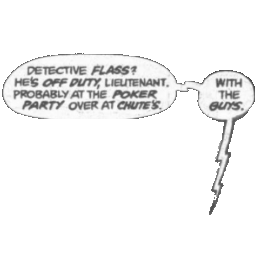 DETECTIVE FLASS?
HE'S OFF DUTY, LIEUTENANT.
PROBABLY AT THE POKER
PARTY OVER AT CHUTE'S.
WITH
THE
GUYS.